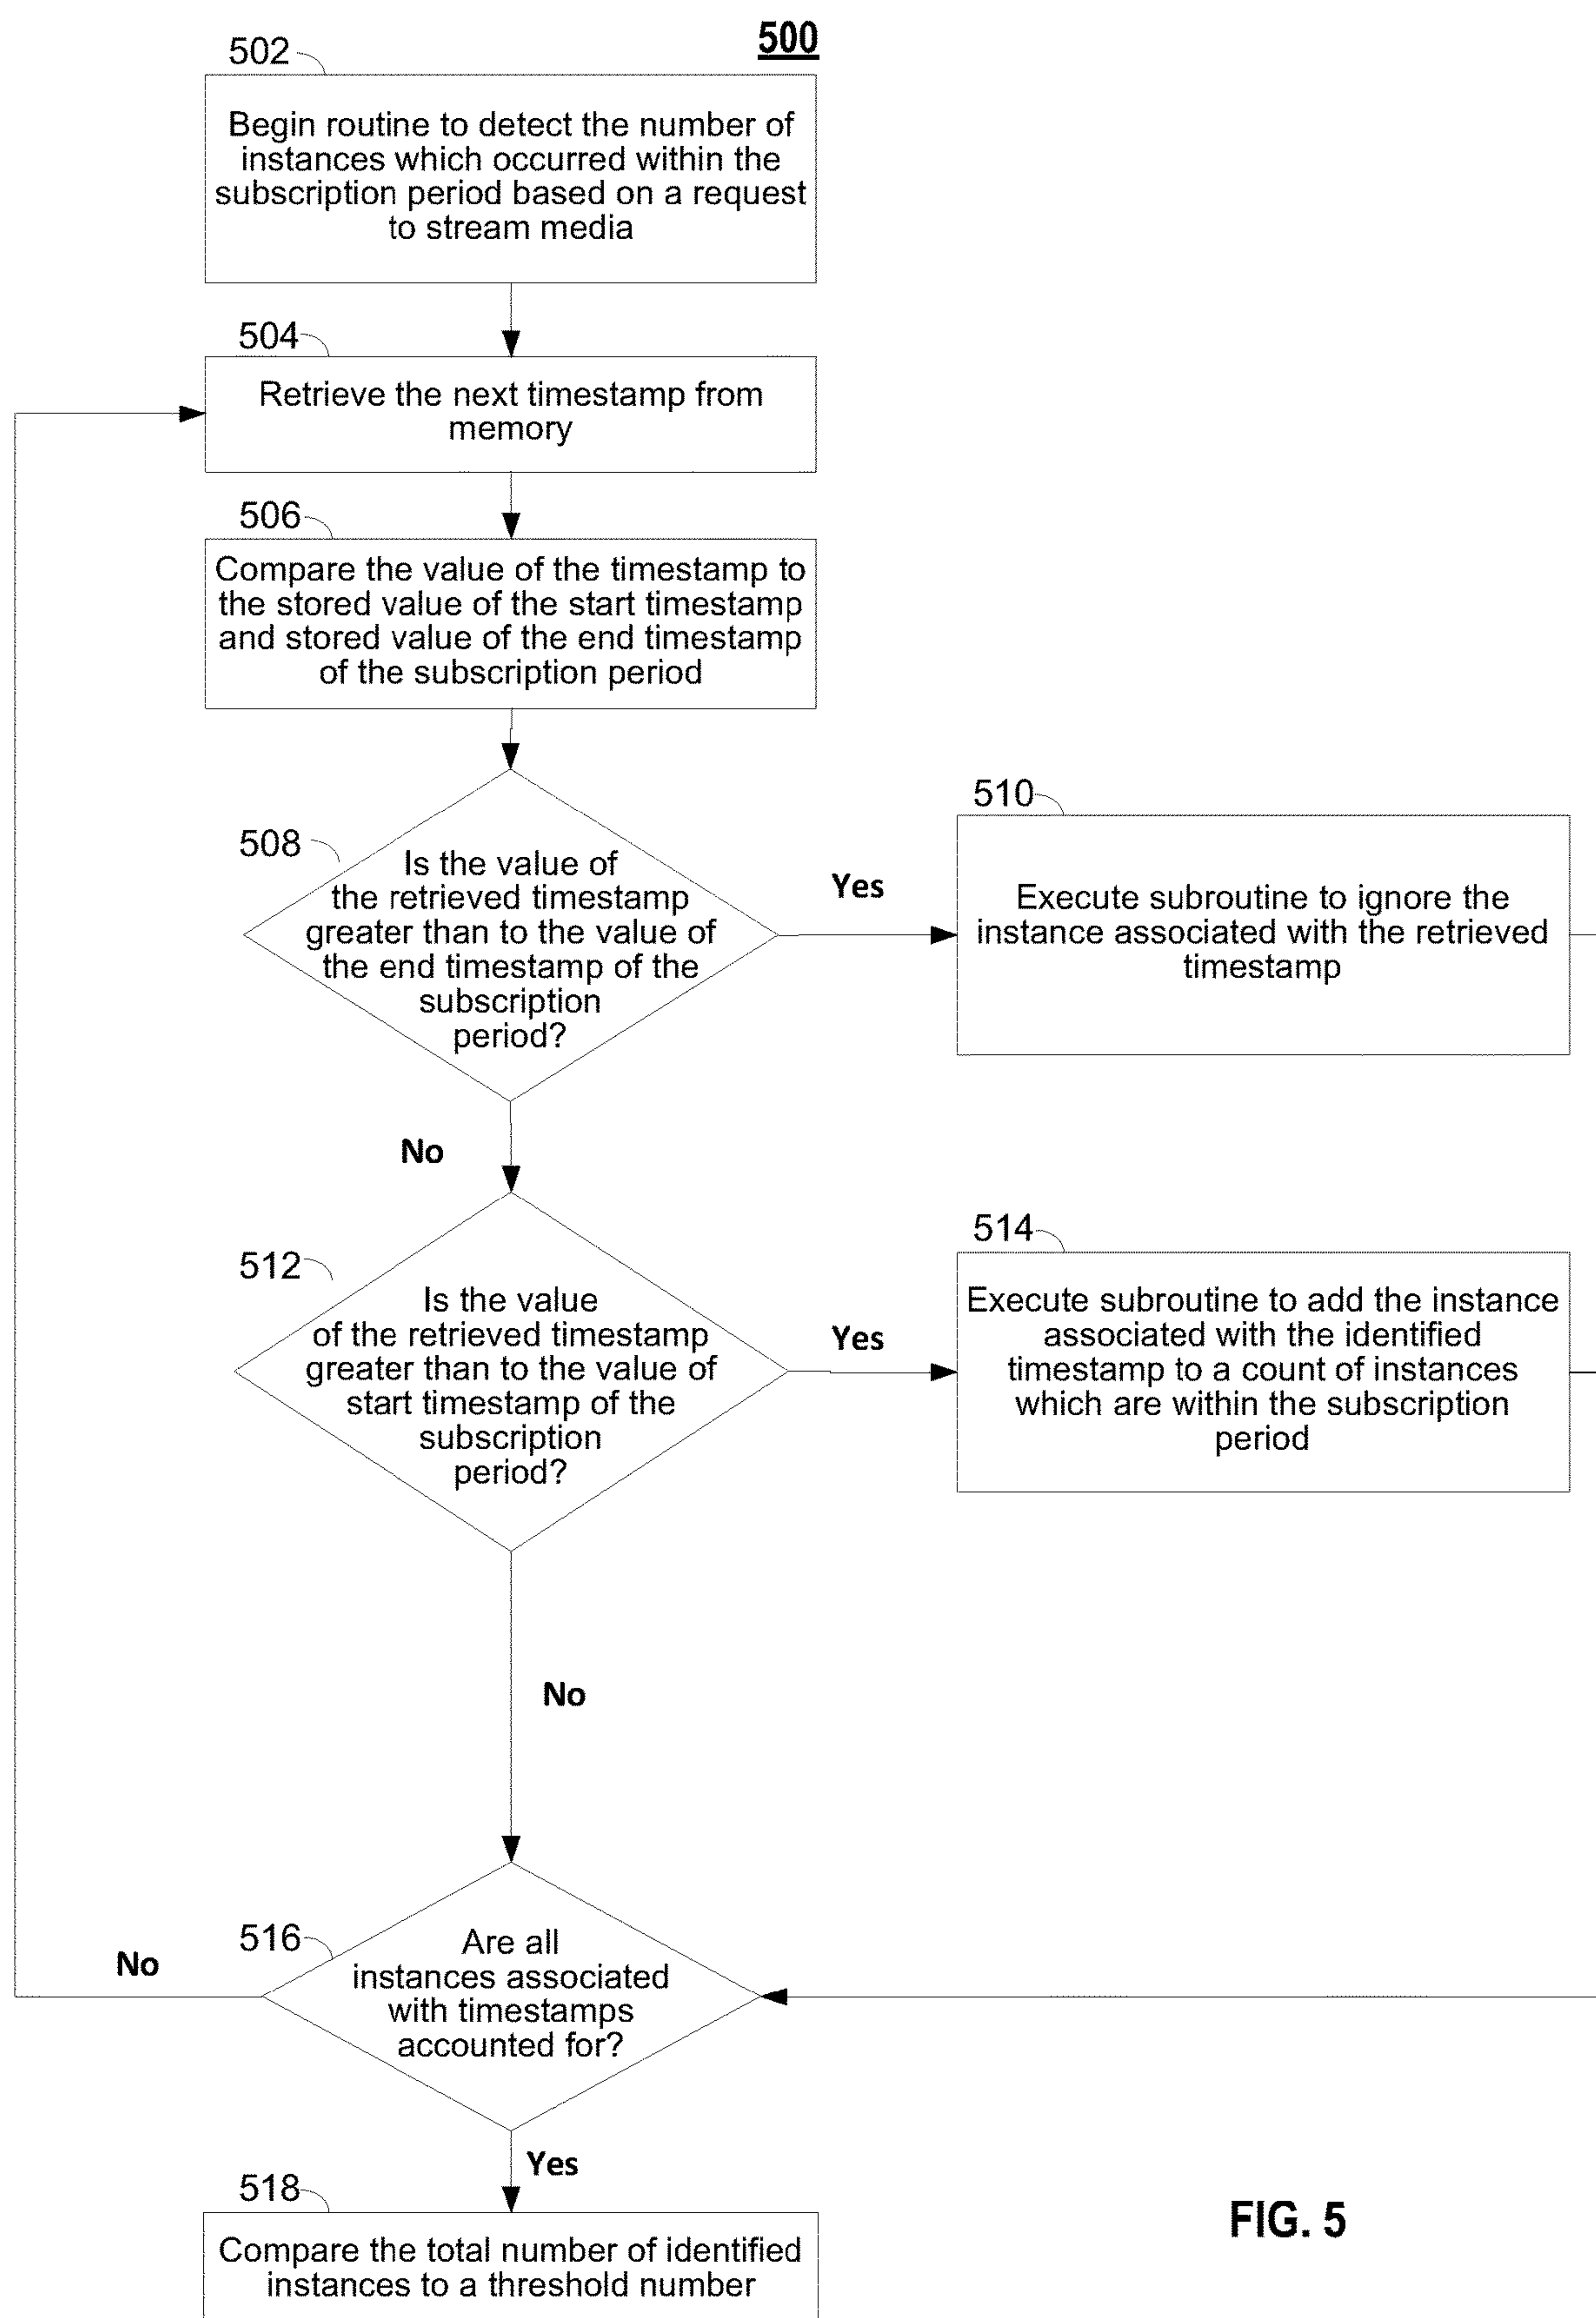 500
502
Begin routine to detect the number of
instances which occurred within the
subscription period based on a request
to stream media
504
Retrieve the next timestamp from
memory
506
Compare the value of the timestamp to
the stored value of the start timestamp
and stored value of the end timestamp
of the subscription period
508
Is the value of
the retrieved timestamp
greater than to the value of
the end timestamp of the
subscription
period?
Yes
510
Execute subroutine to ignore the
instance associated with the retrieved
timestamp
No
512
Is the value
of the retrieved timestamp
greater than to the value of
start timestamp of the
subscription
period?
Yes
514
Execute subroutine to add the instance
associated with the identified
timestamp to a count of instances
which are within the subscription
period
No
516
Are all
instances associated
with timestamps
accounted for?
No
Yes
518
Compare the total number of identified
instances to a threshold number
FIG. 5